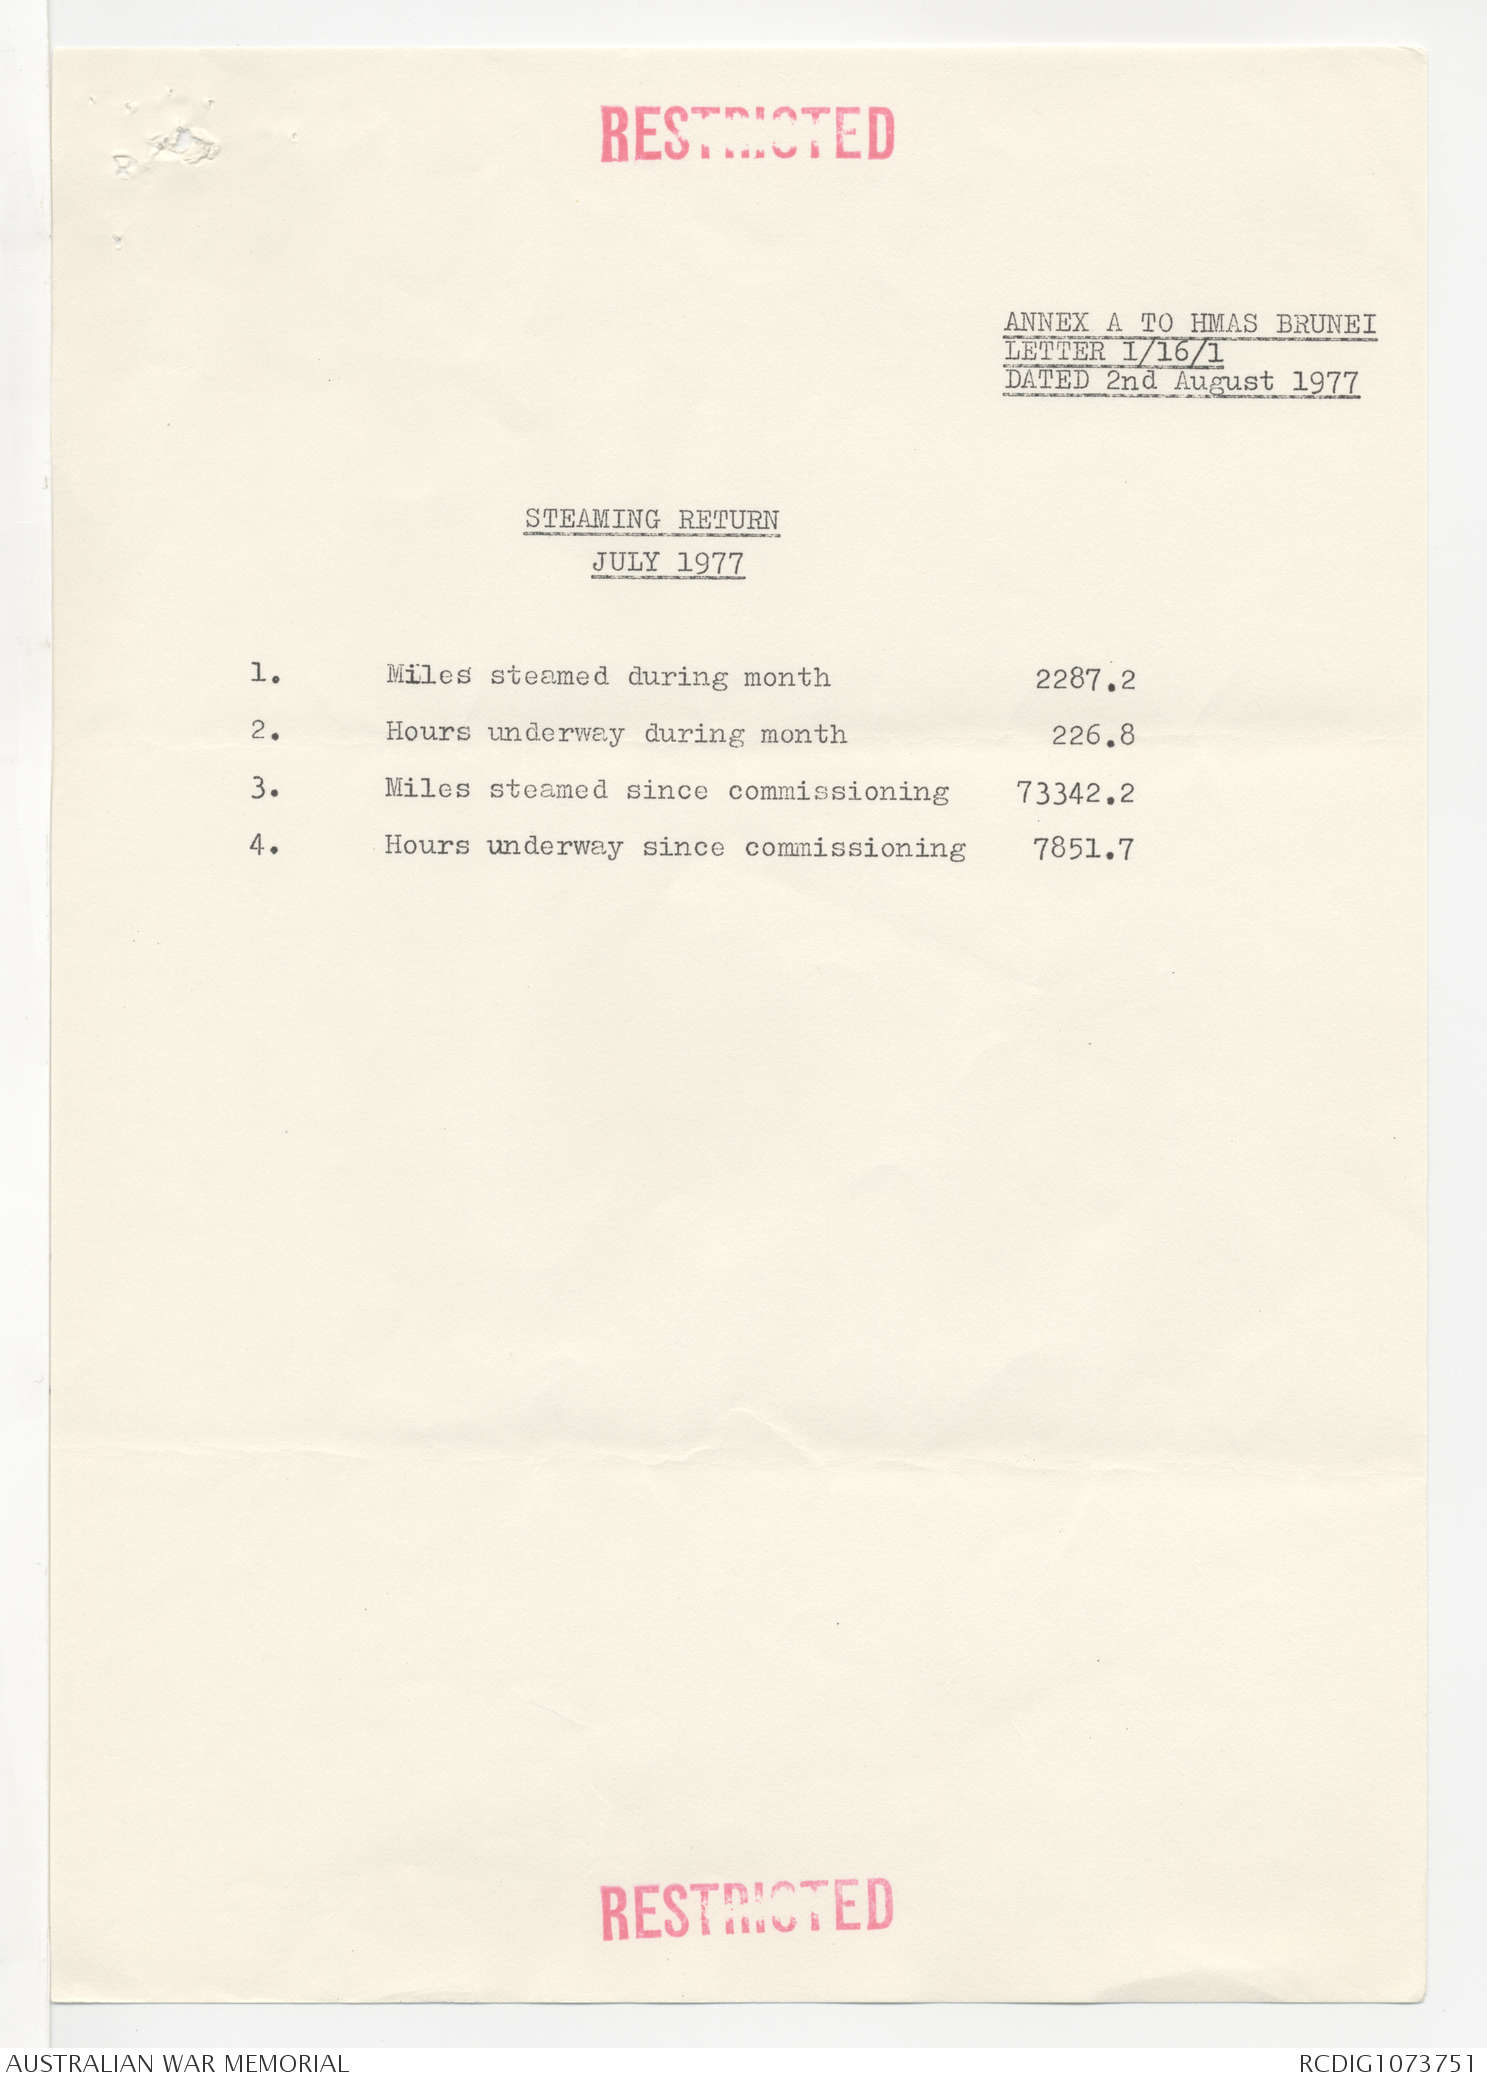 RESTRICTED
ANNEX A TO HMAS BRUNEI
LETTER I/16/1
DATED 2nd August 1977
STEAMING RETURN
JULY 1977
1. Miles steamed during month 2287.2
2. Hours underway during month 226.8
3. Miles steamed since commissioning 73342.2
4. Hours underway since commissioning 7851.7
RESTRICTED
AUSTRALIAN WAR MEMORIAL RCDIG1073751